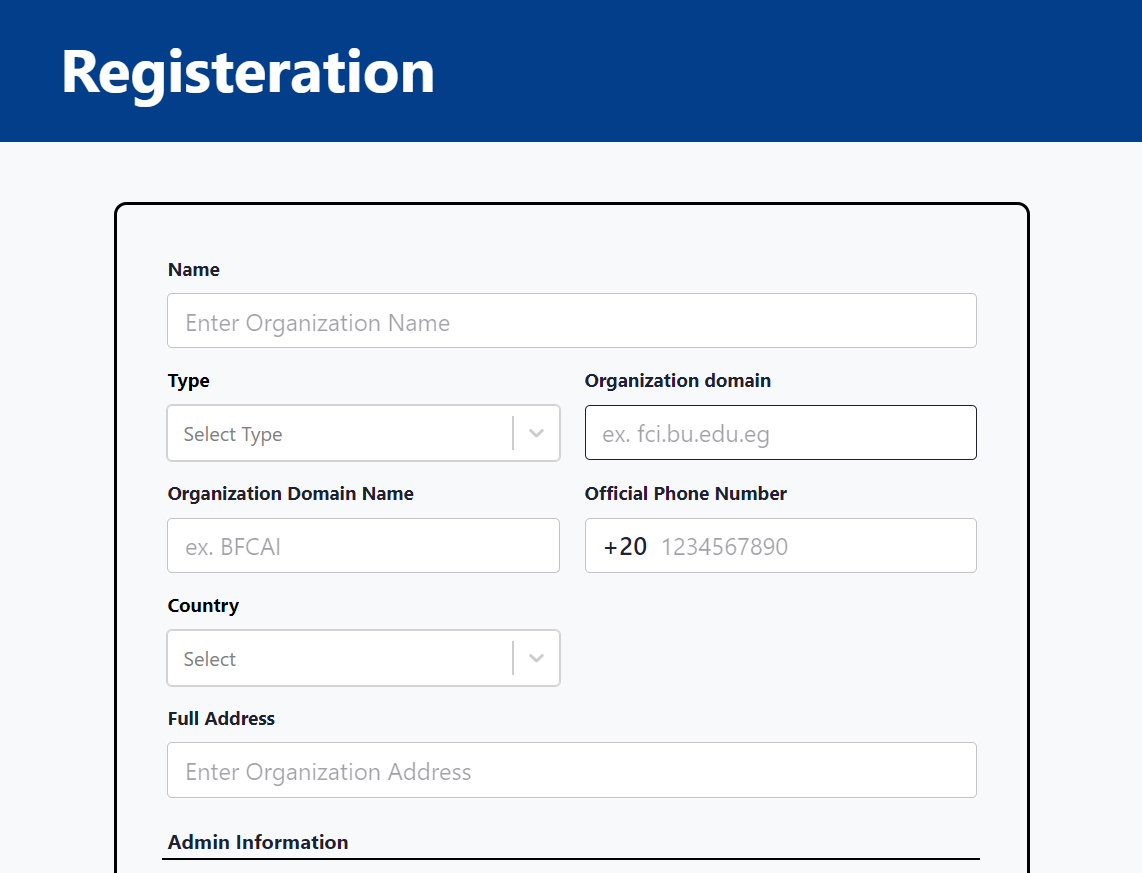 Registeration
Name
Enter Organization Name
Type
Organization domain
Select Type
ex. fci.bu.edu.eg
Organization Domain Name
Official Phone Number
ex. BFCAI
+20 1234567890
Country
Select
Full Address
Enter Organization Address
Admin Information